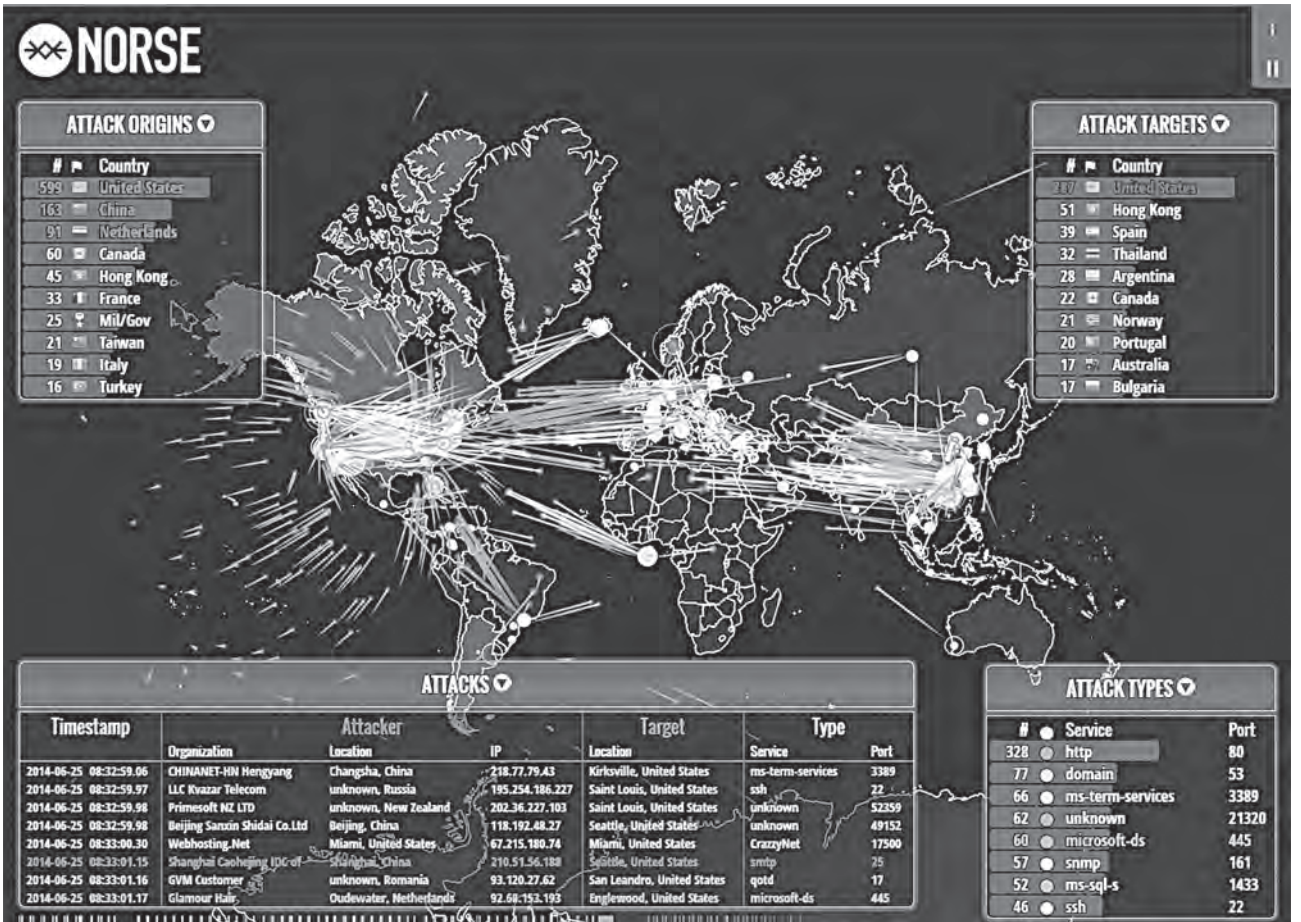 NORSE
ATTACK ORIGINS
# Country
599 United States
163 China
91 Netherlands
60 Canada
45 Hong Kong
33 France
25 Mil/Gov
21 Taiwan
19 Italy
16 Turkey
ATTACK TARGETS
# Country
387 United States
51 Hong Kong
39 Spain
32 Thailand
28 Argentina
22 Canada
21 Norway
20 Portugal
17 Australia
17 Bulgaria
ATTACKS
Timestamp Attacker Target Type
Organization Location IP Location Service Port
2014-06-25 08:32:59.06 CHINANET-HN Hengyang Changsha, China 218.77.79.43 Kirksville, United States ms-term-services 3389
2014-06-25 08:32:59.97 LLC Kvazar Telecom unknown, Russia 195.254.186.227 Saint Louis, United States ssh 22
2014-06-25 08:32:59.98 Primesoft NZ LTD unknown, New Zealand 202.36.227.103 Saint Louis, United States unknown 52359
2014-06-25 08:32:59.98 Beijing Sanxin Shidai Co.Ltd Beijing, China 118.192.48.27 Seattle, United States unknown 49152
2014-06-25 08:33:00.30 Webhosting.Net Miami, United States 67.215.180.74 Miami, United States CrazzyNet 17500
2014-06-25 08:33:01.15 Shanghai Caohejing IDC of Shanghai, China 210.51.56.188 Seattle, United States smtp 25
2014-06-25 08:33:01.16 GVM Customer unknown, Romania 93.120.27.62 San Leandro, United States qotd 17
2014-06-25 08:33:01.17 Glamour Hair Oudewater, Netherlands 92.68.153.193 Englewood, United States microsoft-ds 445
ATTACK TYPES
# Service Port
328 http 80
77 domain 53
66 ms-term-services 3389
62 unknown 21320
60 microsoft-ds 445
57 snmp 161
52 ms-sql-s 1433
46 ssh 22